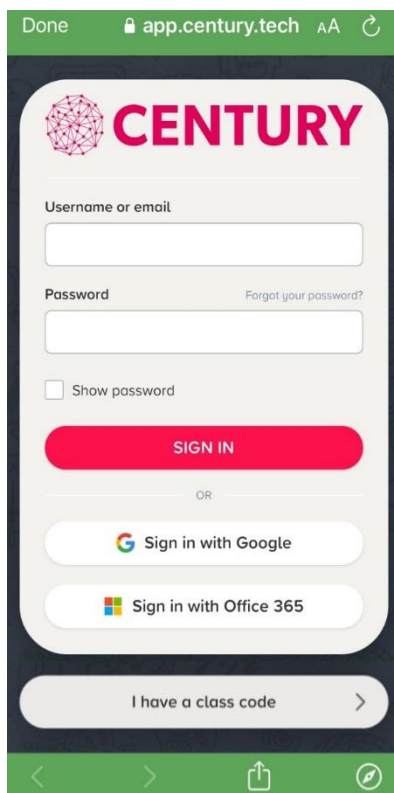 Done app.century.tech AA
CENTURY
Username or email
Password Forgot your password?
Show password
SIGN IN
OR
Sign in with Google
Sign in with Office 365
I have a class code